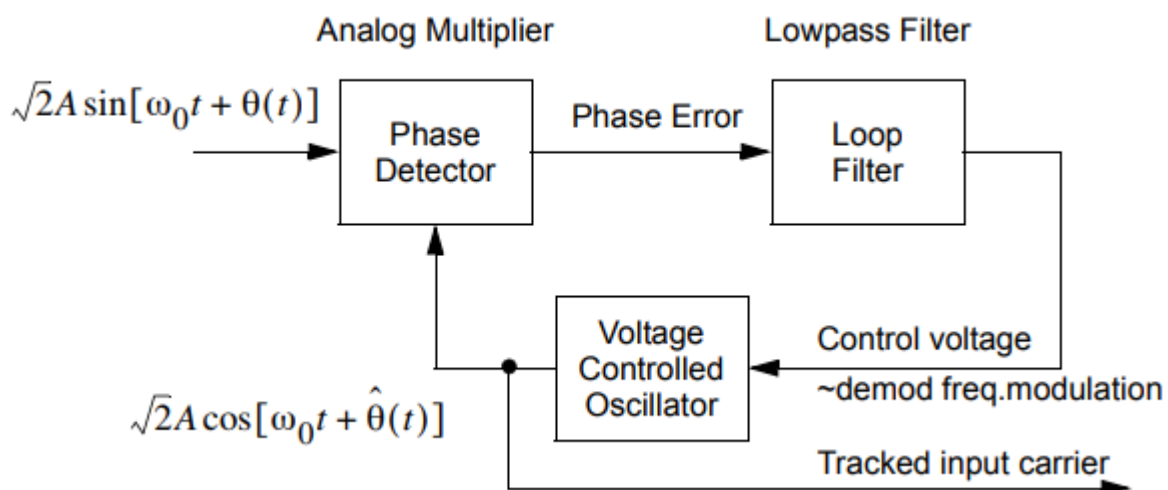 Analog Multiplier
Lowpass Filter
√2A sin[ω₀t + θ(t)]
Phase
Detector
Phase Error
Loop
Filter
Voltage
Controlled
Oscillator
Control voltage
~demod freq.modulation
√2A cos[ω₀t + θ̂(t)]
Tracked input carrier